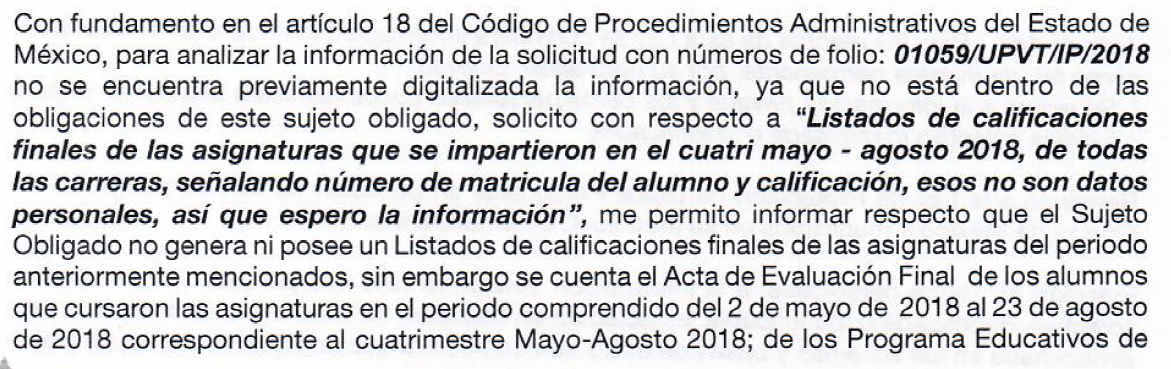 Con fundamento en el artículo 18 del Código de Procedimientos Administrativos del Estado de
México, para analizar la información de la solicitud con números de folio: 01059/UPVT/IP/2018
no se encuentra previamente digitalizada la información, ya que no está dentro de las
obligaciones de este sujeto obligado, solicito con respecto a “Listados de calificaciones
finales de las asignaturas que se impartieron en el cuatri mayo - agosto 2018, de todas
las carreras, señalando número de matricula del alumno y calificación, esos no son datos
personales, así que espero la información”, me permito informar respecto que el Sujeto
Obligado no genera ni posee un Listados de calificaciones finales de las asignaturas del periodo
anteriormente mencionados, sin embargo se cuenta el Acta de Evaluación Final de los alumnos
que cursaron las asignaturas en el periodo comprendido del 2 de mayo de 2018 al 23 de agosto
de 2018 correspondiente al cuatrimestre Mayo-Agosto 2018; de los Programa Educativos de